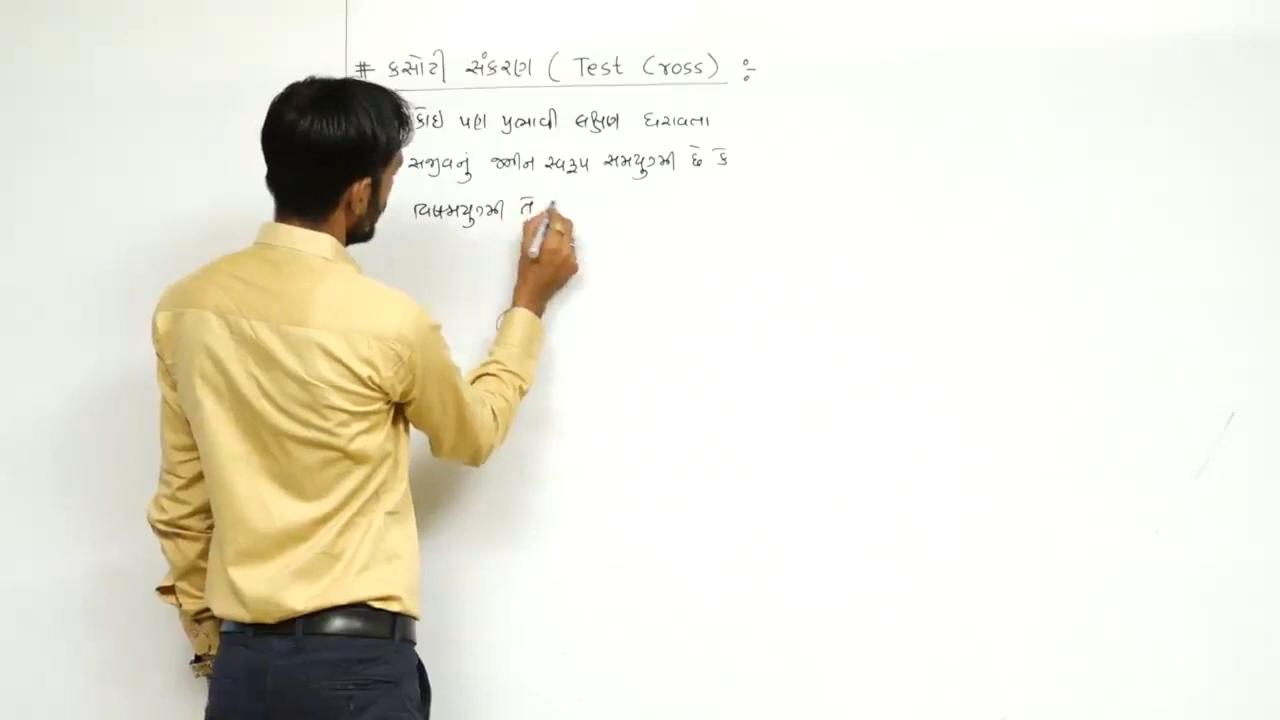 # કસોટી સંકરણ ( Test Cross ) ÷
કોઇ પણ પ્રભાવી લક્ષણ ધરાવતા
સજીવનું જનીન સ્વરૂપ સમયુગ્મી છે કે
વિષમયુગ્મી તે